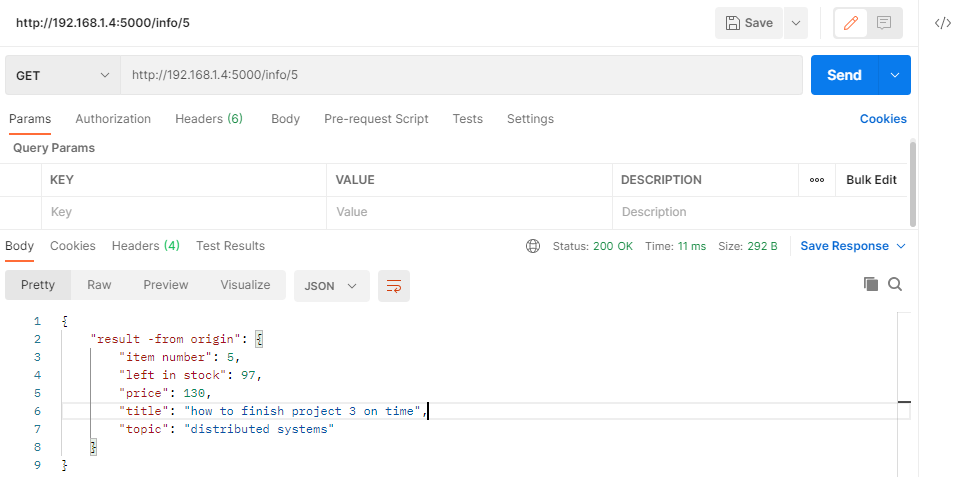 http://192.168.1.4:5000/info/5 Save </>
GET http://192.168.1.4:5000/info/5 Send
Params Authorization Headers (6) Body Pre-request Script Tests Settings Cookies
Query Params
KEY VALUE DESCRIPTION ooo Bulk Edit
Key Value Description
Body Cookies Headers (4) Test Results Status: 200 OK Time: 11 ms Size: 292 B Save Response
Pretty Raw Preview Visualize JSON
1 {
2 "result -from origin": {
3 "item number": 5,
4 "left in stock": 97,
5 "price": 130,
6 "title": "how to finish project 3 on time",
7 "topic": "distributed systems"
8 }
9 }